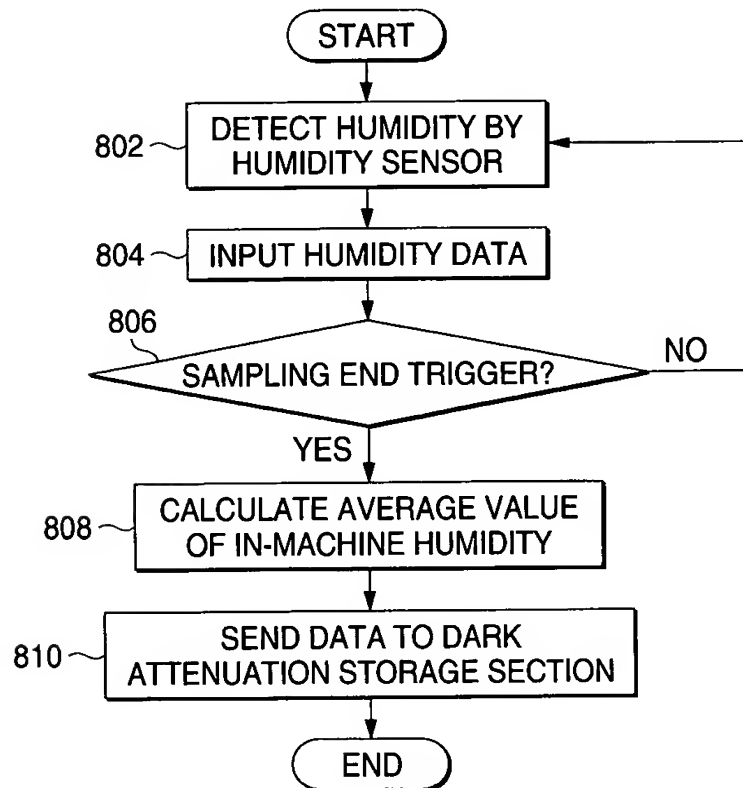 START
802
DETECT HUMIDITY BY
HUMIDITY SENSOR
804
INPUT HUMIDITY DATA
806
SAMPLING END TRIGGER?
NO
YES
808
CALCULATE AVERAGE VALUE
OF IN-MACHINE HUMIDITY
810
SEND DATA TO DARK
ATTENUATION STORAGE SECTION
END